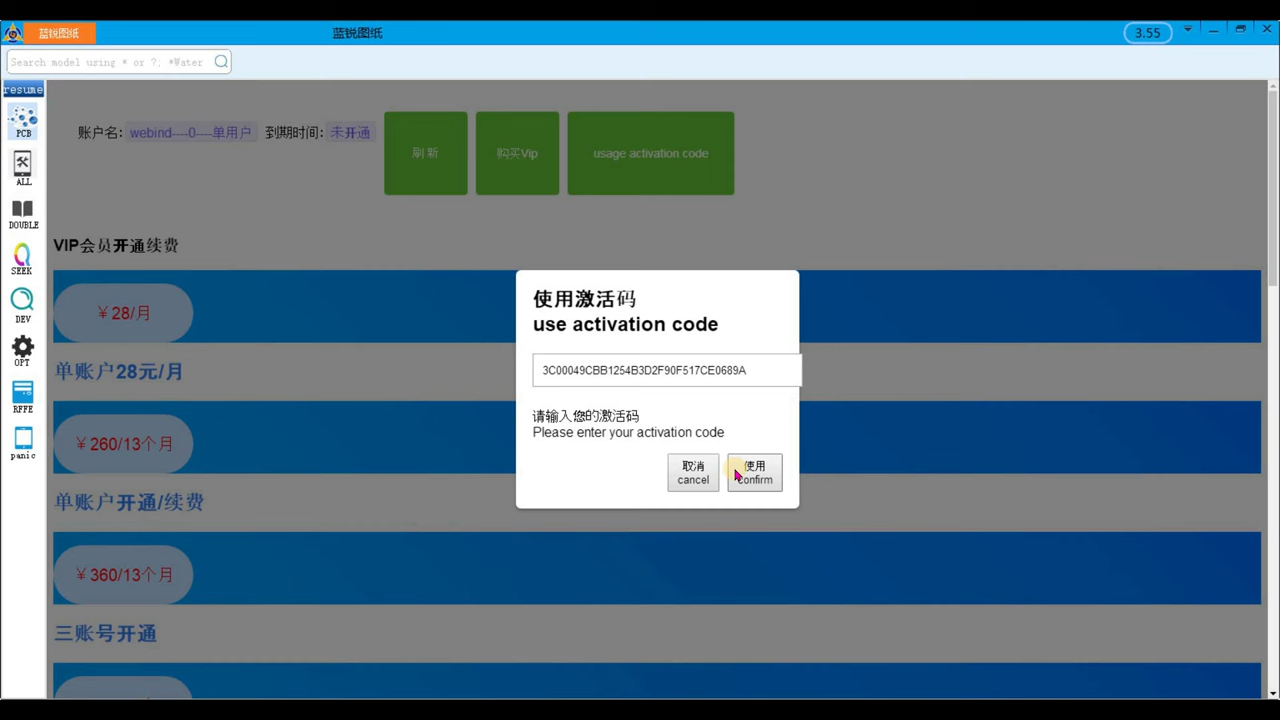 蓝锐图纸
蓝锐图纸
3.55
Search model using * or ?; *Water
resume
PCB
ALL
DOUBLE
SEEK
DEV
OPT
RFFE
panic
账户名: webind----0----单用户 到期时间: 未开通
刷 新
购买Vip
usage activation code
VIP会员开通续费
￥28/月
单账户28元/月
￥260/13个月
单账户开通/续费
￥360/13个月
三账号开通
使用激活码
use activation code
3C00049CBB1254B3D2F90F517CE0689A
请输入您的激活码
Please enter your activation code
取消
cancel
使用
confirm